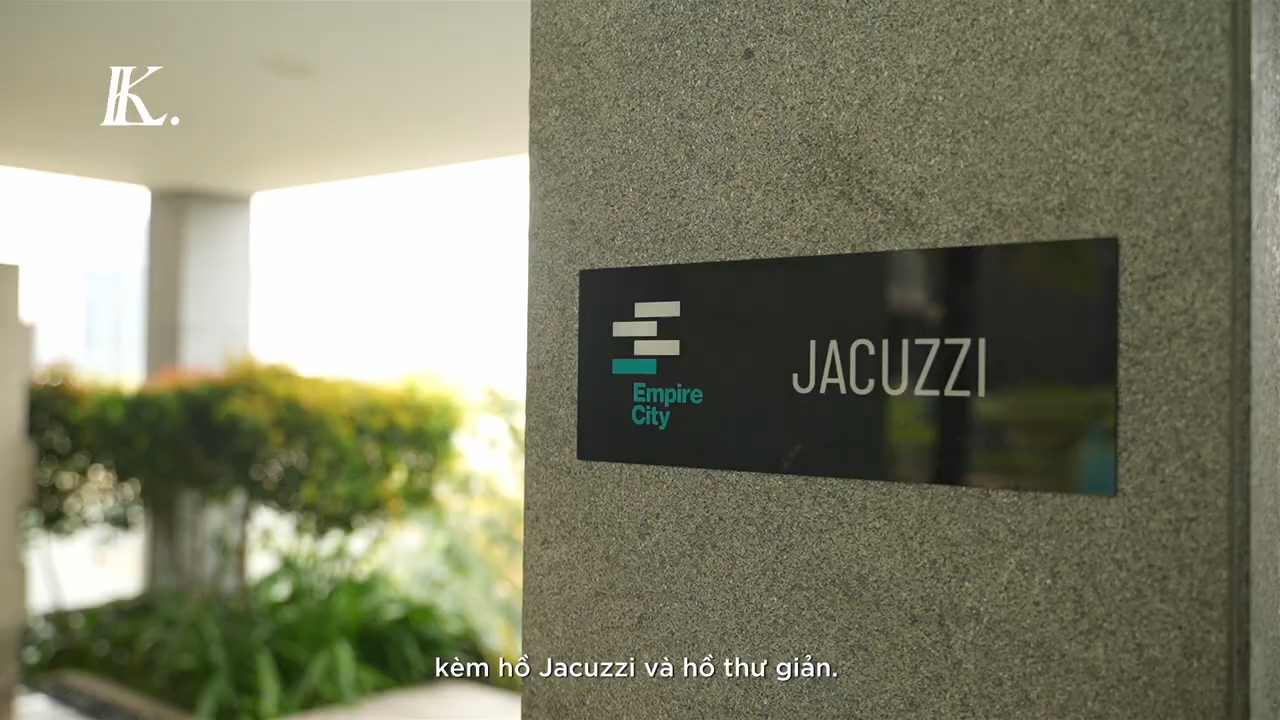 K.
Empire
City
JACUZZI
kèm hồ Jacuzzi và hồ thư giản.